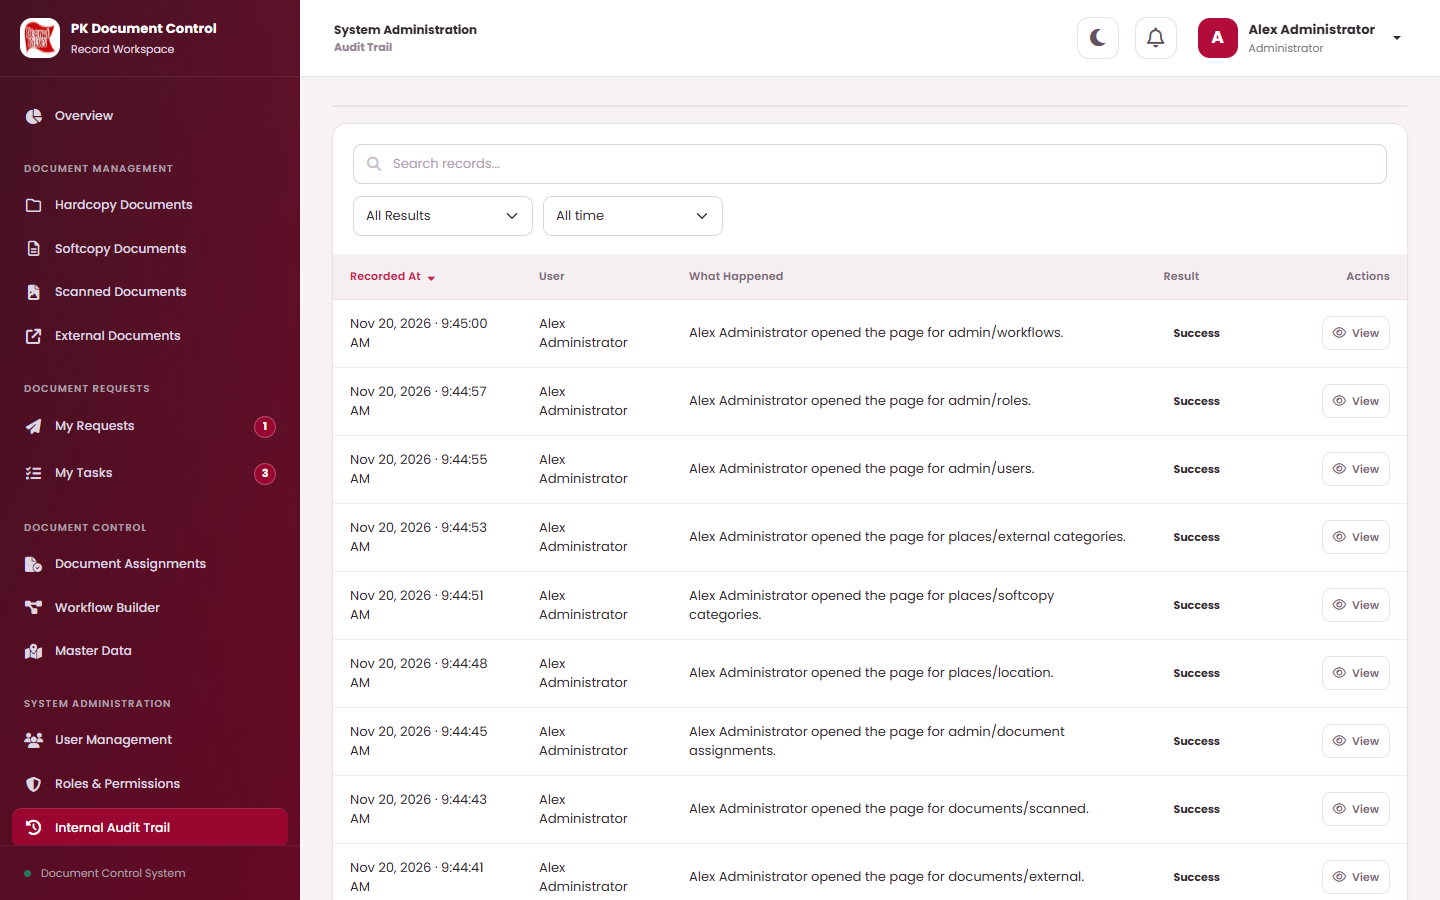 PK Document Control
Record Workspace
Overview
DOCUMENT MANAGEMENT
Hardcopy Documents
Softcopy Documents
Scanned Documents
External Documents
DOCUMENT REQUESTS
My Requests
1
My Tasks
3
DOCUMENT CONTROL
Document Assignments
Workflow Builder
Master Data
SYSTEM ADMINISTRATION
User Management
Roles & Permissions
Internal Audit Trail
Document Control System
System Administration
Audit Trail
A
Alex Administrator
Administrator
Search records...
All Results
All time
Recorded At
User
What Happened
Result
Actions
Nov 20, 2026 · 9:45:00
AM
Alex
Administrator
Alex Administrator opened the page for admin/workflows.
Success
View
Nov 20, 2026 · 9:44:57
AM
Alex
Administrator
Alex Administrator opened the page for admin/roles.
Success
View
Nov 20, 2026 · 9:44:55
AM
Alex
Administrator
Alex Administrator opened the page for admin/users.
Success
View
Nov 20, 2026 · 9:44:53
AM
Alex
Administrator
Alex Administrator opened the page for places/external categories.
Success
View
Nov 20, 2026 · 9:44:51
AM
Alex
Administrator
Alex Administrator opened the page for places/softcopy
categories.
Success
View
Nov 20, 2026 · 9:44:48
AM
Alex
Administrator
Alex Administrator opened the page for places/location.
Success
View
Nov 20, 2026 · 9:44:45
AM
Alex
Administrator
Alex Administrator opened the page for admin/document
assignments.
Success
View
Nov 20, 2026 · 9:44:43
AM
Alex
Administrator
Alex Administrator opened the page for documents/scanned.
Success
View
Nov 20, 2026 · 9:44:41
AM
Alex
Administrator
Alex Administrator opened the page for documents/external.
Success
View